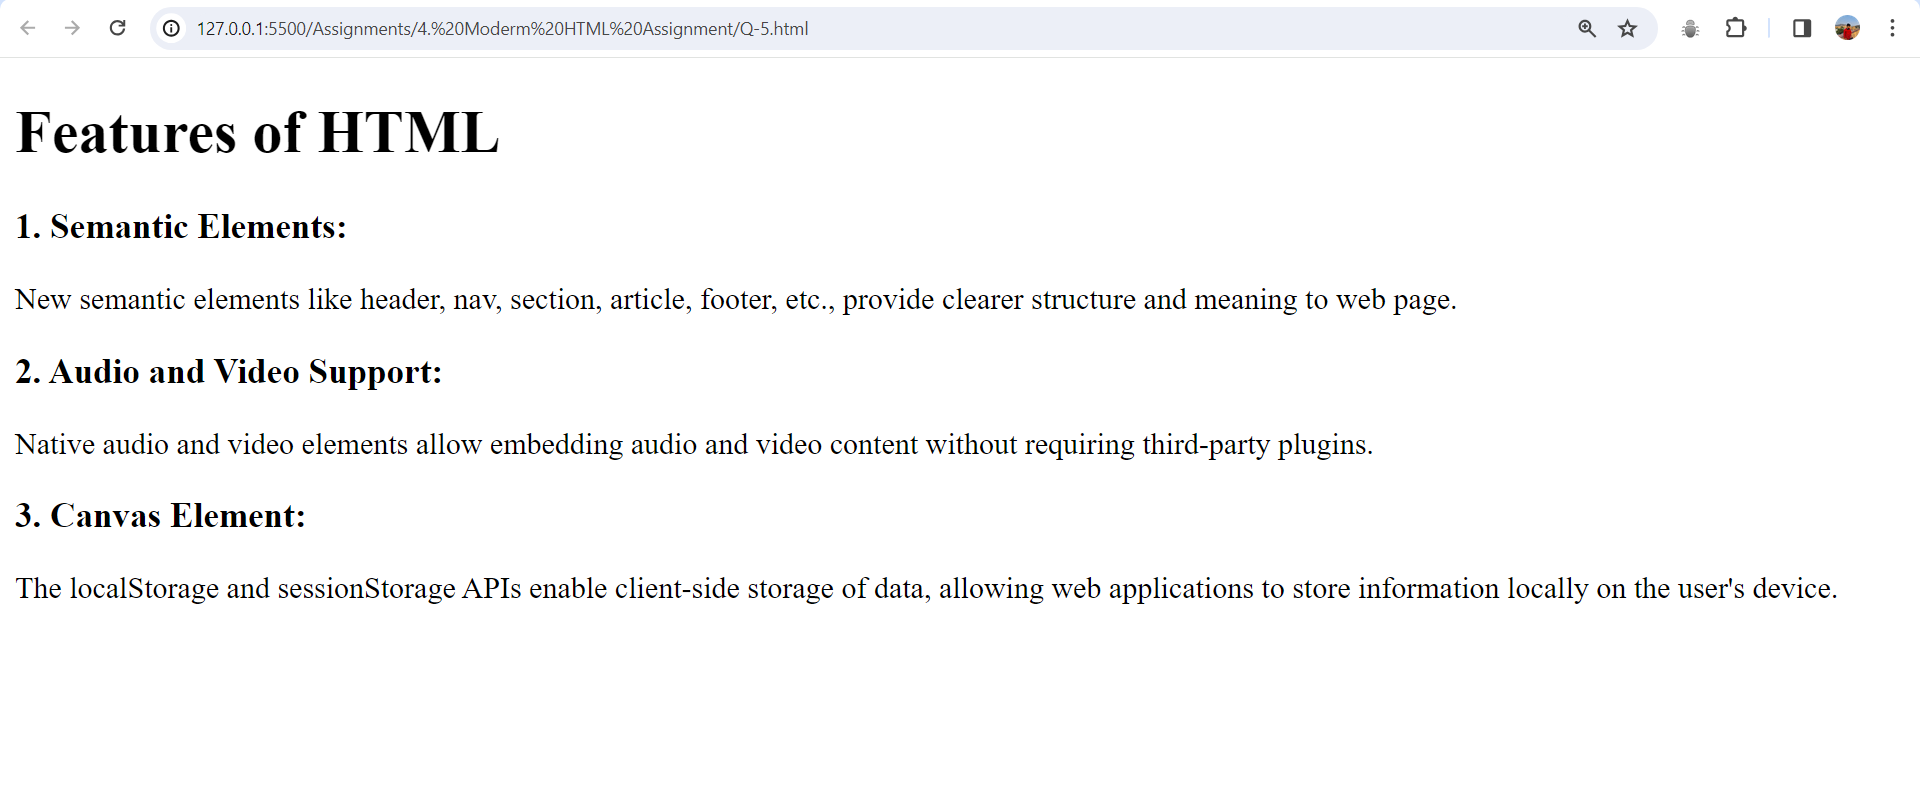 127.0.0.1:5500/Assignments/4.%20Moderm%20HTML%20Assignment/Q-5.html
Features of HTML
1. Semantic Elements:
New semantic elements like header, nav, section, article, footer, etc., provide clearer structure and meaning to web page.
2. Audio and Video Support:
Native audio and video elements allow embedding audio and video content without requiring third-party plugins.
3. Canvas Element:
The localStorage and sessionStorage APIs enable client-side storage of data, allowing web applications to store information locally on the user's device.